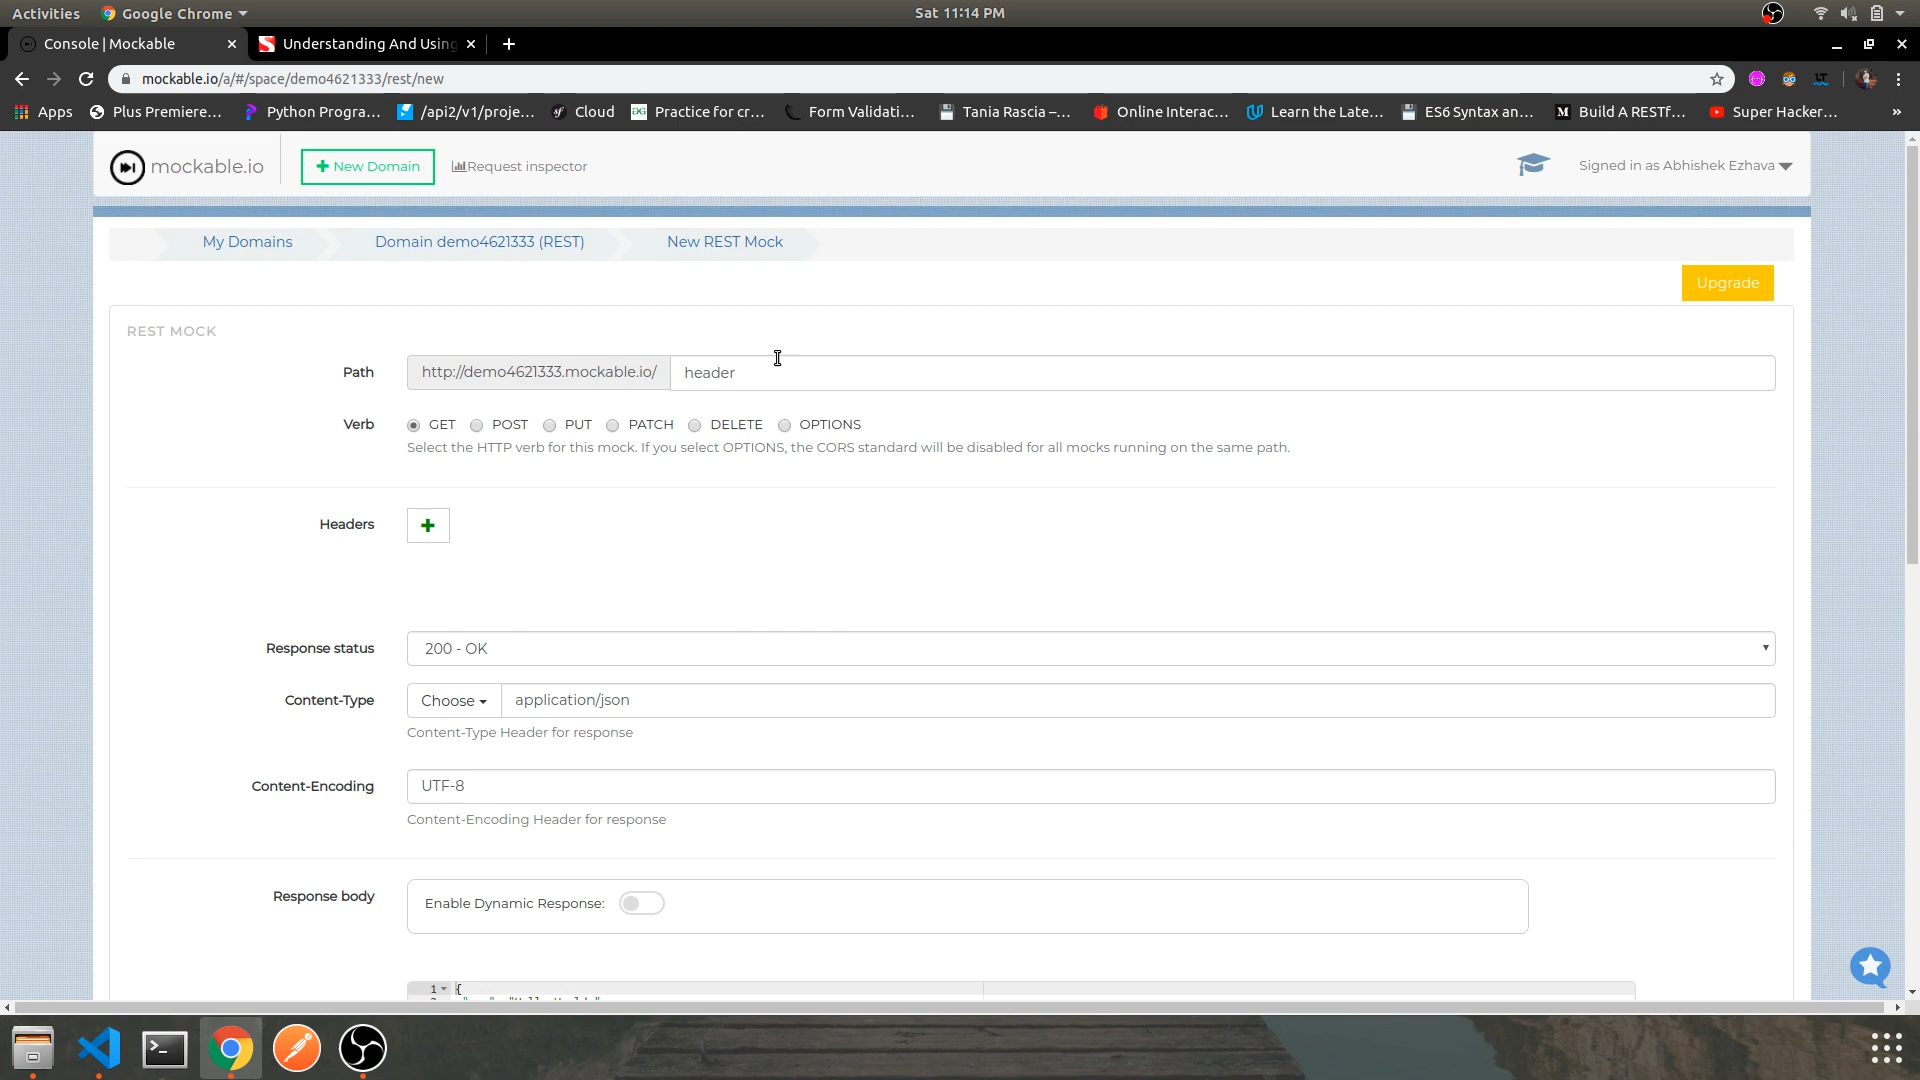 Activities
Google Chrome
Sat 11:14 PM
Console | Mockable
Understanding And Using
mockable.io/a/#/space/demo4621333/rest/new
Apps
Plus Premiere...
Python Progra...
/api2/v1/proje...
Cloud
Practice for cr...
Form Validati...
Tania Rascia –...
Online Interac...
Learn the Late...
ES6 Syntax an...
Build A RESTf...
Super Hacker...
»
mockable.io
New Domain
Request inspector
Signed in as Abhishek Ezhava
My Domains
Domain demo4621333 (REST)
New REST Mock
Upgrade
REST MOCK
Path
http://demo4621333.mockable.io/
header
Verb
GET
POST
PUT
PATCH
DELETE
OPTIONS
Select the HTTP verb for this mock. If you select OPTIONS, the CORS standard will be disabled for all mocks running on the same path.
Headers
Response status
200 - OK
Content-Type
Choose
application/json
Content-Type Header for response
Content-Encoding
UTF-8
Content-Encoding Header for response
Response body
Enable Dynamic Response:
1
{